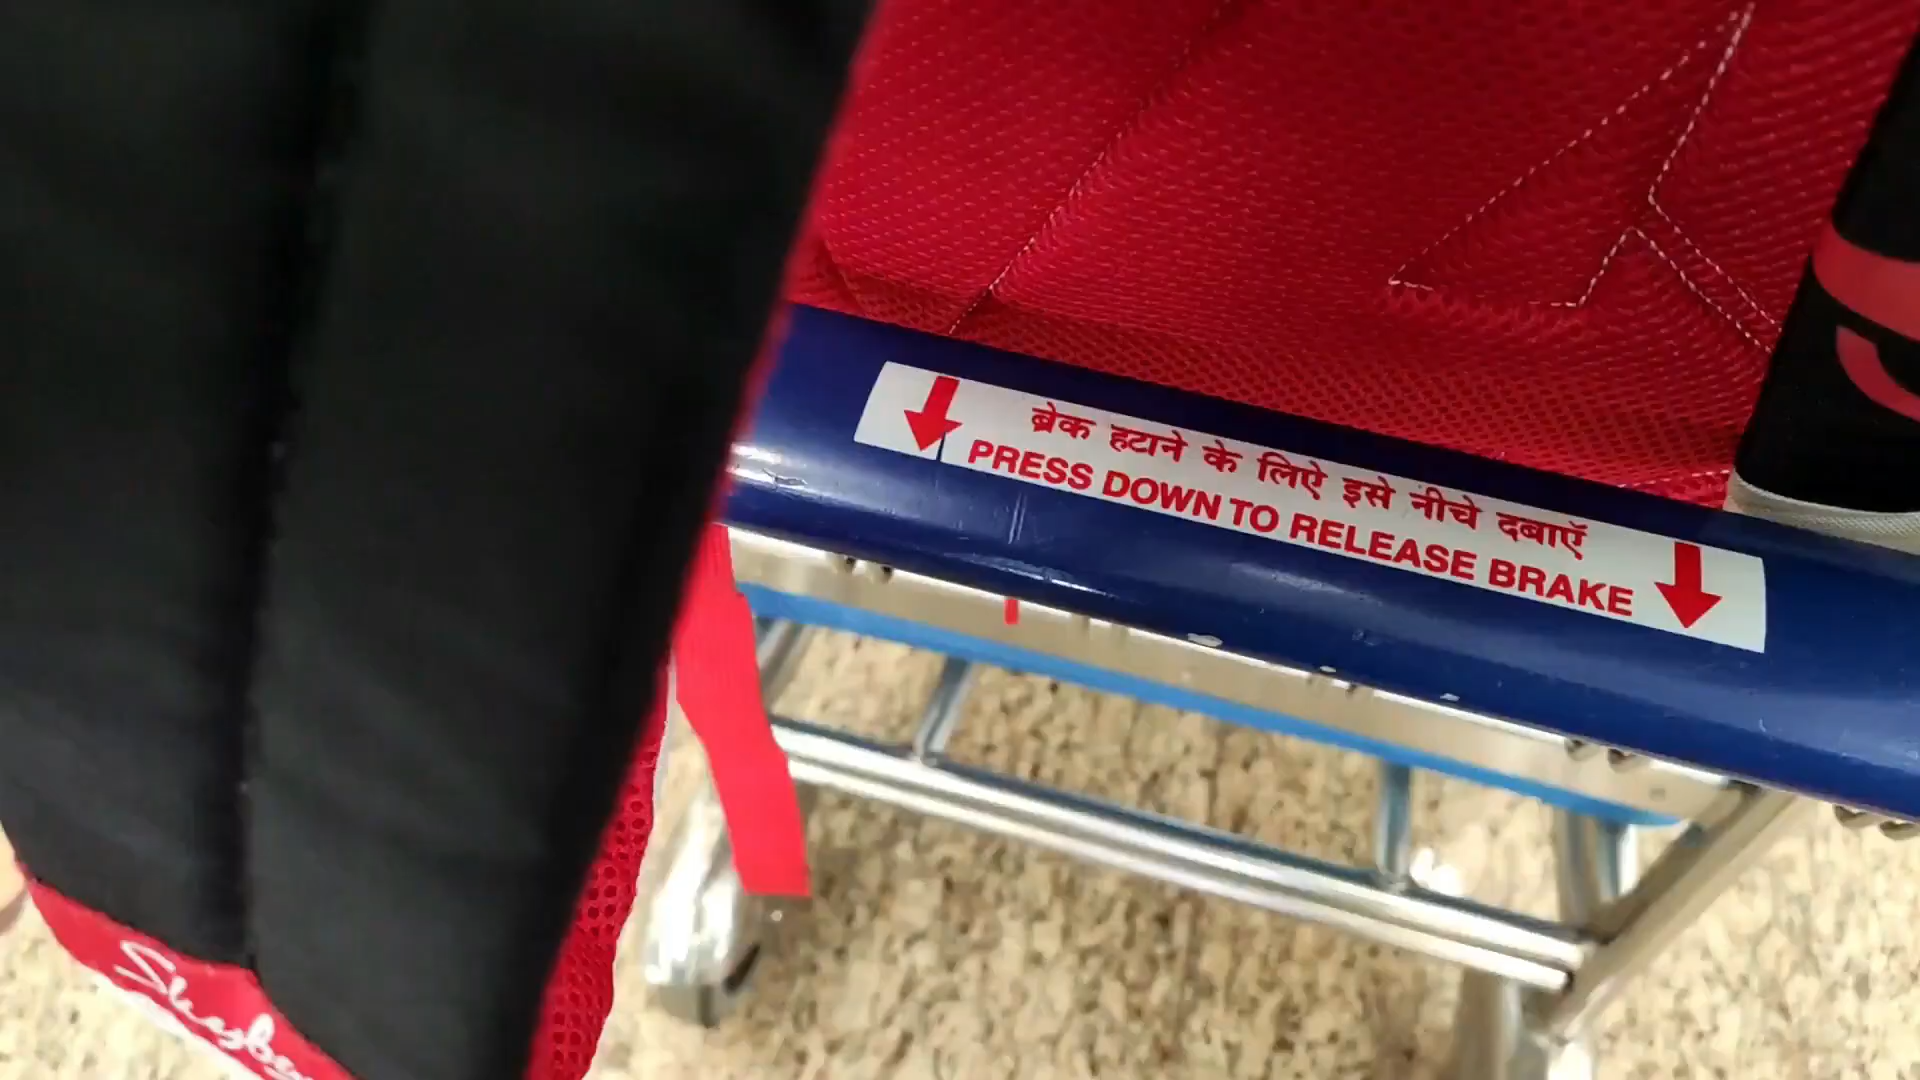 ब्रेक हटाने के लिऐ इसे नीचे दबाऍ
PRESS DOWN TO RELEASE BRAKE